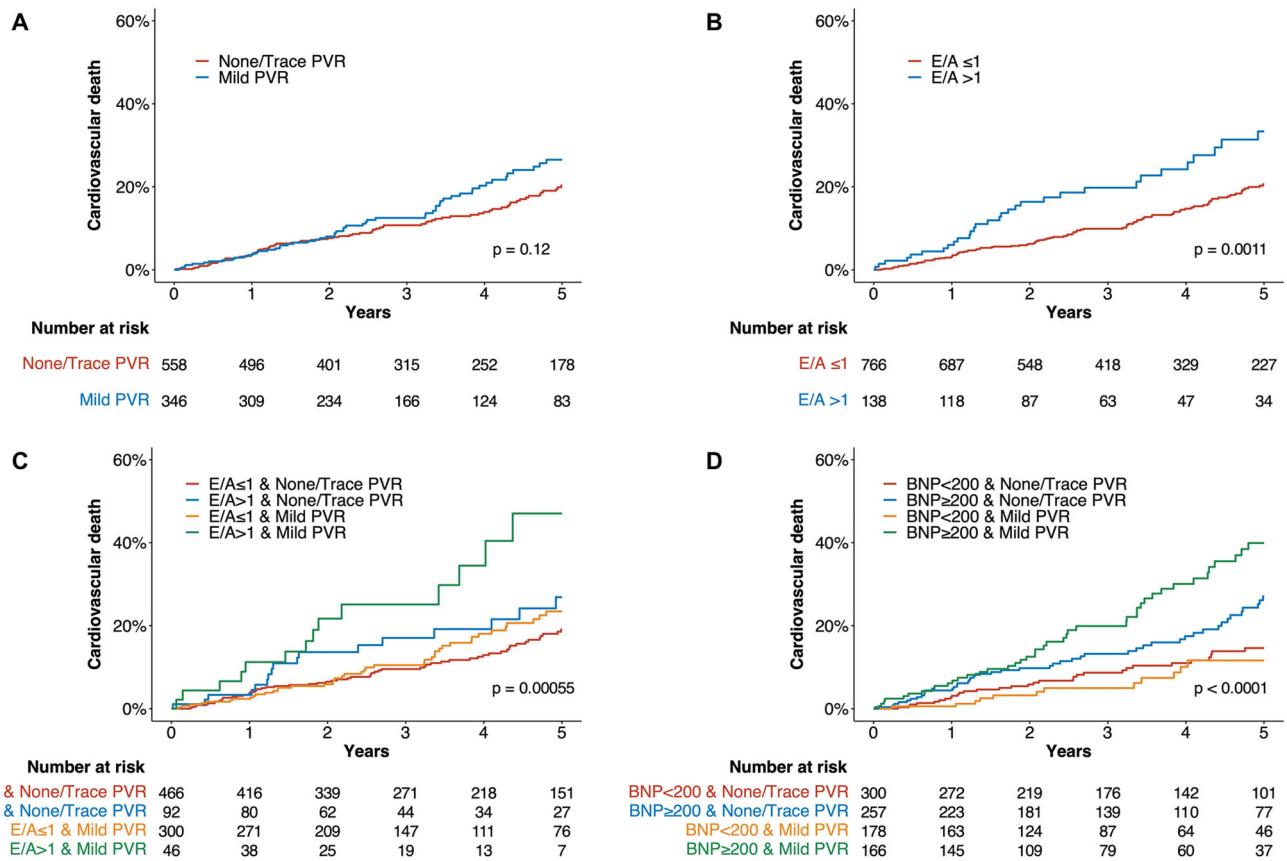 A
Cardiovascular death
60%
40%
20%
0%
None/Trace PVR
Mild PVR
p = 0.12
0 1 2 3 4 5
Years
Number at risk
None/Trace PVR 558 496 401 315 252 178
Mild PVR 346 309 234 166 124 83
B
Cardiovascular death
60%
40%
20%
0%
E/A ≤1
E/A >1
p = 0.0011
0 1 2 3 4 5
Years
Number at risk
E/A ≤1 766 687 548 418 329 227
E/A >1 138 118 87 63 47 34
C
Cardiovascular death
60%
40%
20%
0%
E/A≤1 & None/Trace PVR
E/A>1 & None/Trace PVR
E/A≤1 & Mild PVR
E/A>1 & Mild PVR
p = 0.00055
0 1 2 3 4 5
Years
Number at risk
& None/Trace PVR 466 416 339 271 218 151
& None/Trace PVR 92 80 62 44 34 27
E/A≤1 & Mild PVR 300 271 209 147 111 76
E/A>1 & Mild PVR 46 38 25 19 13 7
D
Cardiovascular death
60%
40%
20%
0%
BNP<200 & None/Trace PVR
BNP≥200 & None/Trace PVR
BNP<200 & Mild PVR
BNP≥200 & Mild PVR
p < 0.0001
0 1 2 3 4 5
Years
Number at risk
BNP<200 & None/Trace PVR 300 272 219 176 142 101
BNP≥200 & None/Trace PVR 257 223 181 139 110 77
BNP<200 & Mild PVR 178 163 124 87 64 46
BNP≥200 & Mild PVR 166 145 109 79 60 37